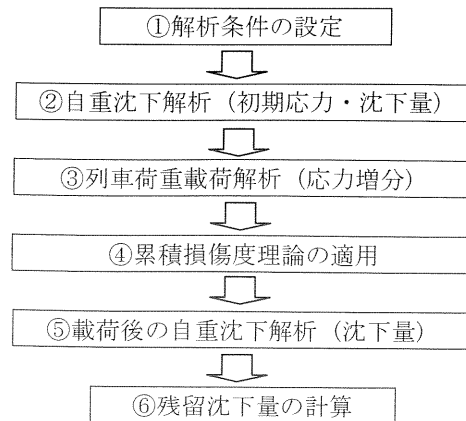 ①解析条件の設定
②自重沈下解析（初期応力・沈下量）
③列車荷重載荷解析（応力増分）
④累積損傷度理論の適用
⑤載荷後の自重沈下解析（沈下量）
⑥残留沈下量の計算